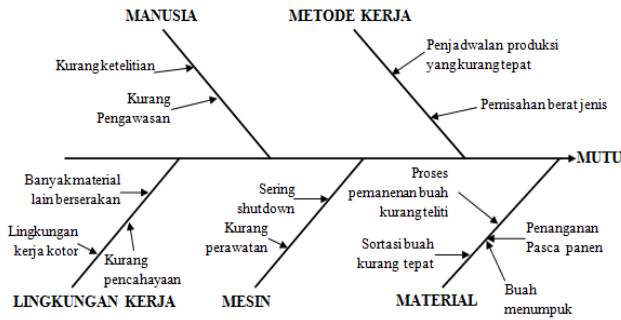 MANUSIA
METODE KERJA
Kurang ketelitian
Kurang
Pengawasan
Penjadwalan produksi
yang kurang tepat
Pemisahan berat jenis
MUTU
Banyak material
lain berserakan
Lingkungan
kerja kotor
Kurang
pencahayaan
Sering
shutdown
Kurang
perawatan
Proses
pemanenan buah
kurang teliti
Sortasi buah
kurang tepat
Penanganan
Pasca panen
Buah
menumpuk
LINGKUNGAN KERJA
MESIN
MATERIAL